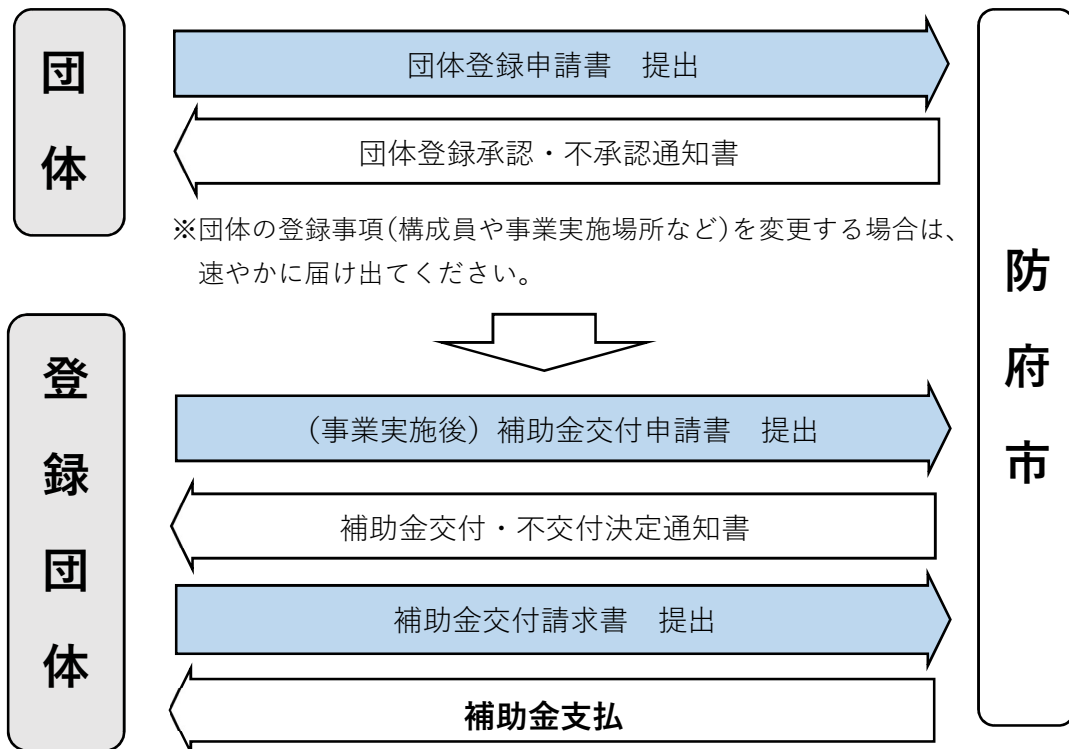 団体
団体登録申請書　提出
団体登録承認・不承認通知書
※団体の登録事項(構成員や事業実施場所など)を変更する場合は、
速やかに届け出てください。
防府市
登録団体
（事業実施後）補助金交付申請書　提出
補助金交付・不交付決定通知書
補助金交付請求書　提出
補助金支払